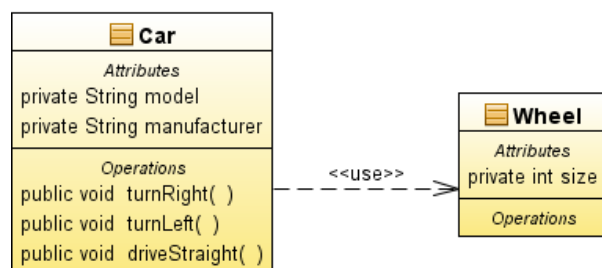 Car
Attributes
private String model
private String manufacturer
Operations
public void turnRight( )
public void turnLeft( )
public void driveStraight( )
<<use>>
Wheel
Attributes
private int size
Operations